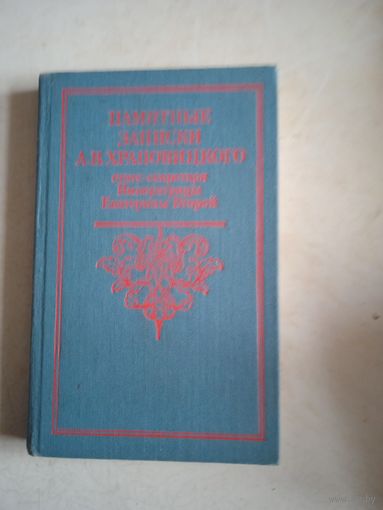 ПАМЯТНЫЕ
ЗАПИСКИ
А.В.ХРАПОВИЦКОГО
статс-секретаря
Императрицы
Екатерины Второй